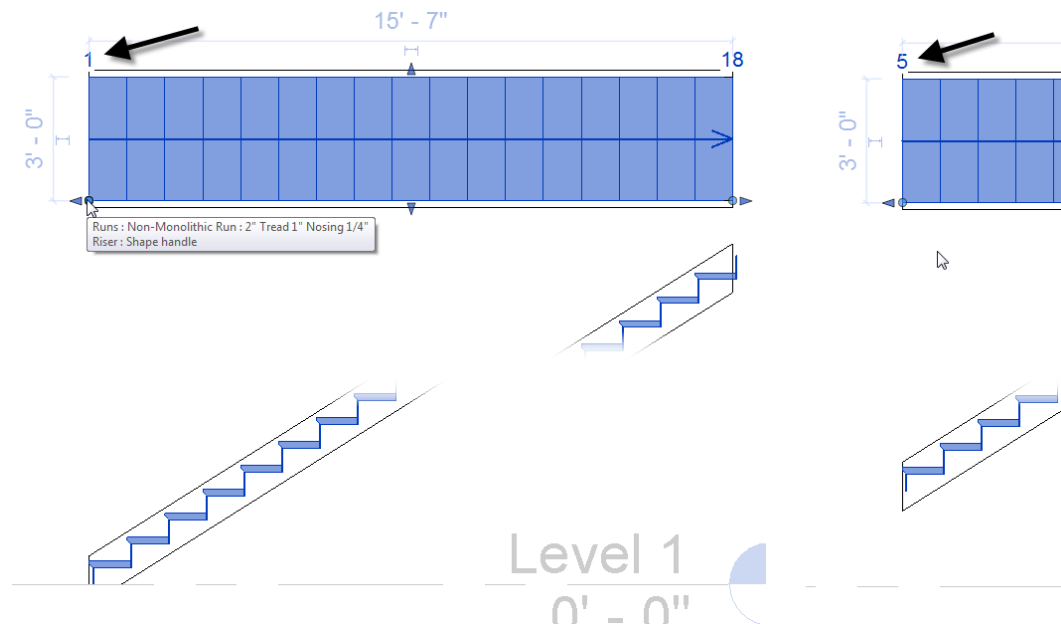 15' - 7"
1
18
5
3' - 0"
3' - 0"
Runs : Non-Monolithic Run : 2" Tread 1" Nosing 1/4"
Riser : Shape handle
Level 1
0' - 0"